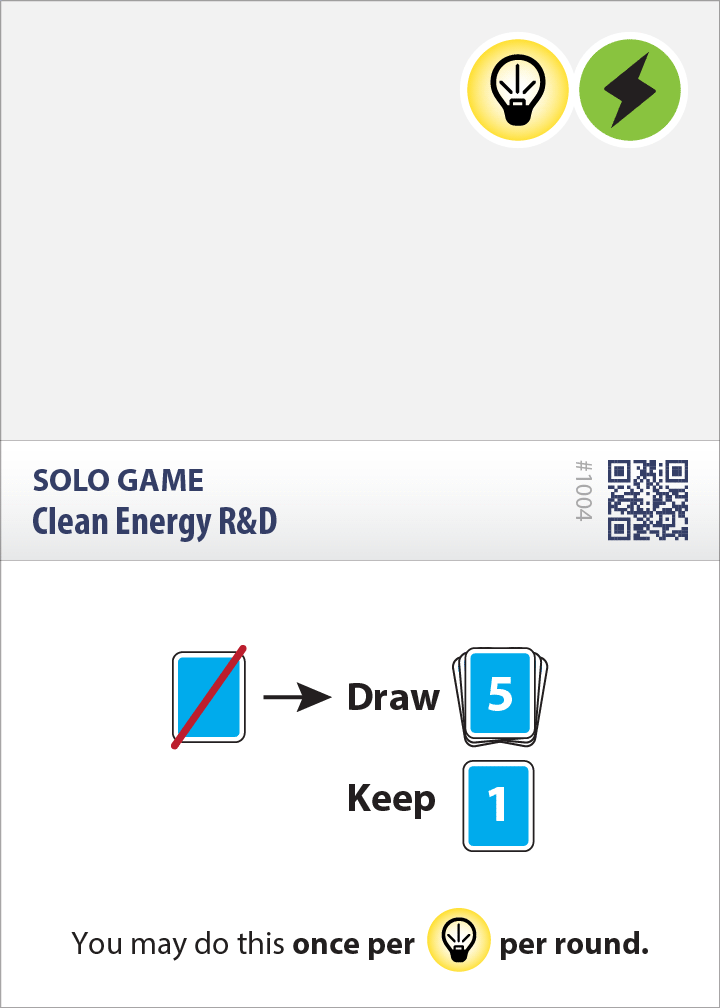 SOLO GAME
Clean Energy R&D
#1004
Draw 5
Keep 1
You may do this once per per round.